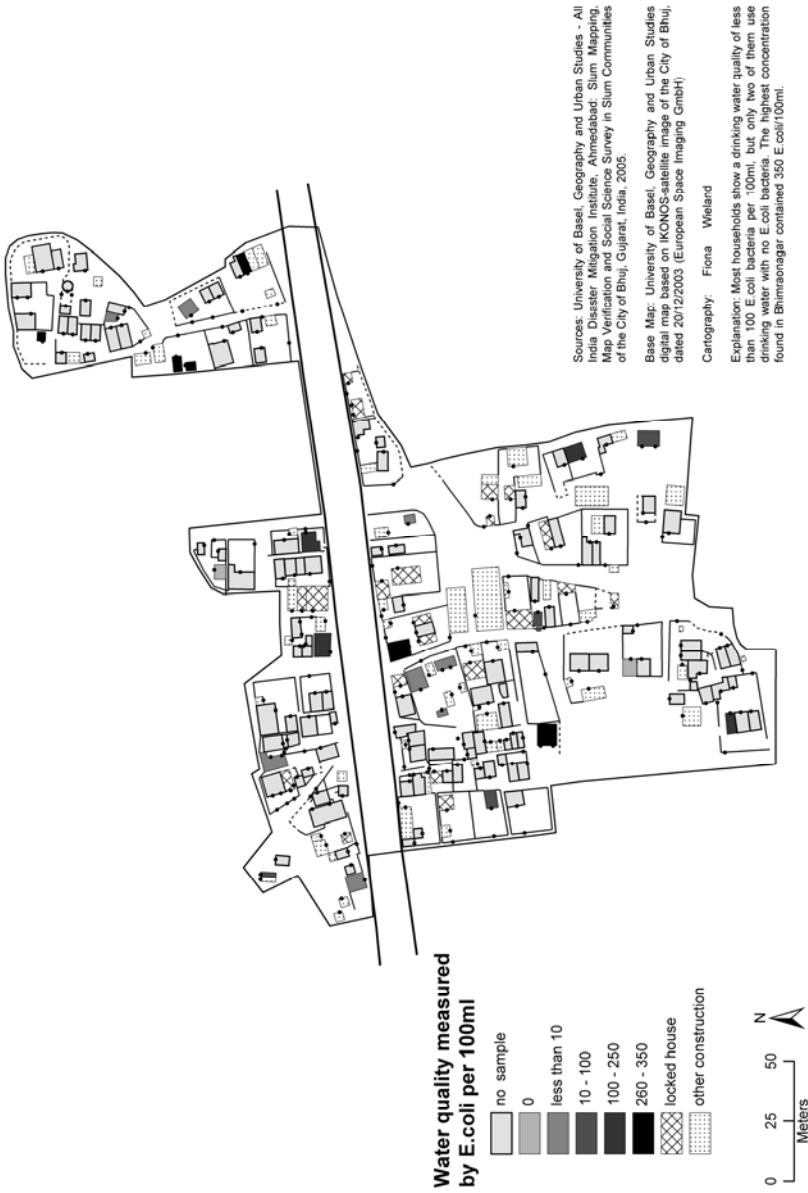 Water quality measured
by E.coli per 100ml
no sample
0
less than 10
10 - 100
100 - 250
260 - 350
locked house
other construction
N
0 25 50
Meters
Sources: University of Basel, Geography and Urban Studies - All
India Disaster Mitigation Institute, Ahmedabad: Slum Mapping,
Map Verification and Social Science Survey in Slum Communities
of the City of Bhuj, Gujarat, India, 2005.
Base Map: University of Basel, Geography and Urban Studies
digital map based on IKONOS-satellite image of the City of Bhuj,
dated 20/12/2003 (European Space Imaging GmbH)
Cartography: Fiona Wieland
Explanation: Most households show a drinking water quality of less
than 100 E.coli bacteria per 100ml, but only two of them use
drinking water with no E.coli bacteria. The highest concentration
found in Bhimraonagar contained 350 E.coli/100ml.